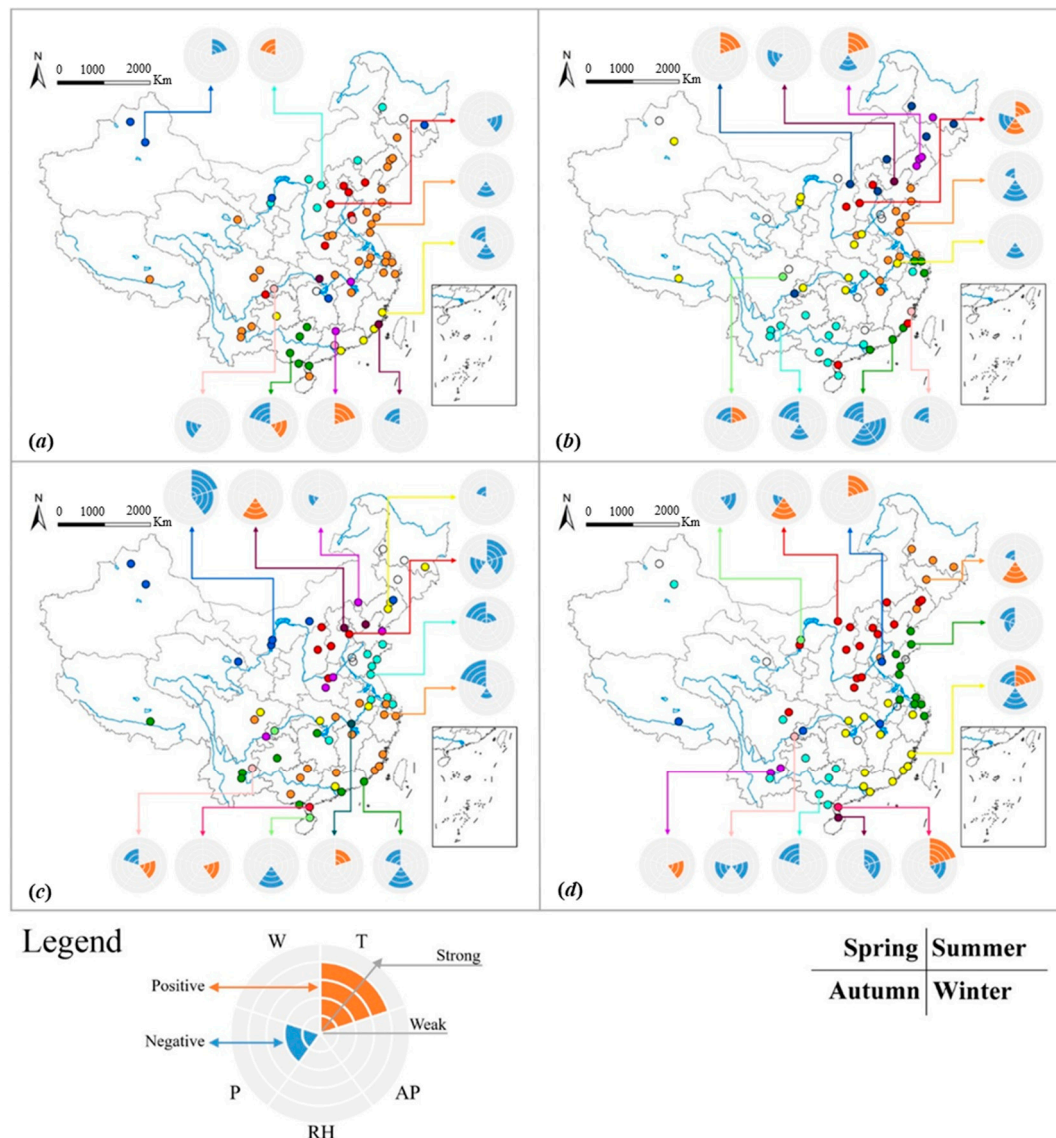 N
0 1000 2000 Km
(a)
N
0 1000 2000 Km
(b)
N
0 1000 2000 Km
(c)
N
0 1000 2000 Km
(d)
Legend
W T
Strong
Positive
Weak
Negative
P AP
RH
Spring Summer
Autumn Winter